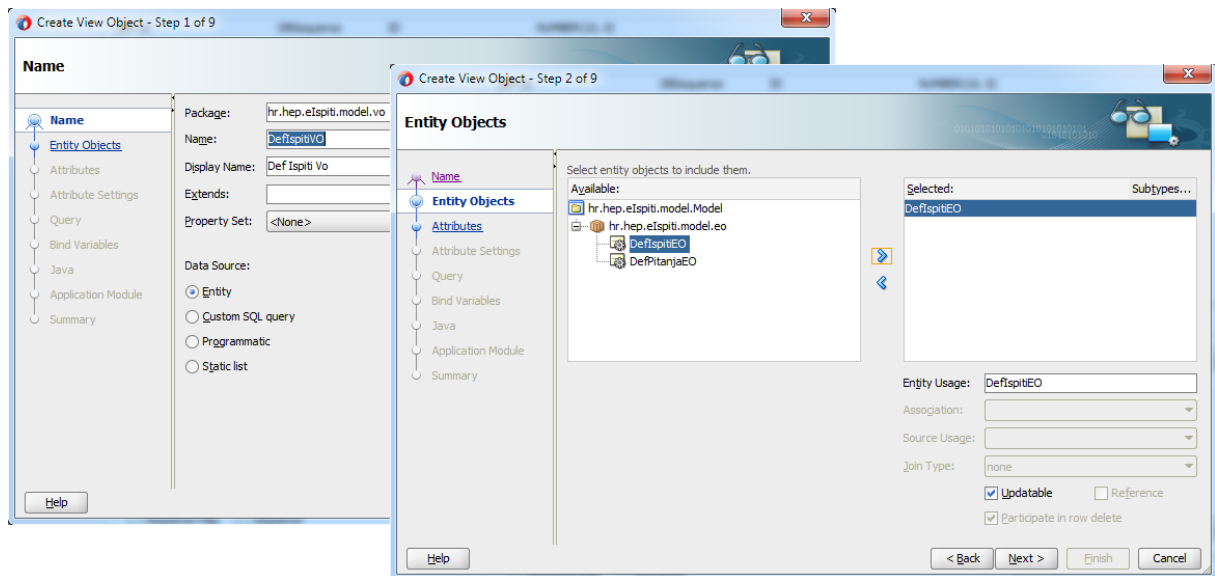 Create View Object - Step 1 of 9
Name
Name
Entity Objects
Attributes
Attribute Settings
Query
Bind Variables
Java
Application Module
Summary
Package: hr.hep.eIspiti.model.vo
Name: DefIspitiVO
Display Name: Def Ispiti Vo
Extends:
Property Set: <None>
Data Source:
Entity
Custom SQL query
Programmatic
Static list
Help
Create View Object - Step 2 of 9
Entity Objects
Name
Entity Objects
Attributes
Attribute Settings
Query
Bind Variables
Java
Application Module
Summary
Select entity objects to include them.
Available:
hr.hep.eIspiti.model.Model
hr.hep.eIspiti.model.eo
DefIspitiEO
DefPitanjaEO
Selected: Subtypes...
DefIspitiEO
Entity Usage: DefIspitiEO
Association:
Source Usage:
Join Type: none
Updatable Reference
Participate in row delete
Help < Back Next > Finish Cancel